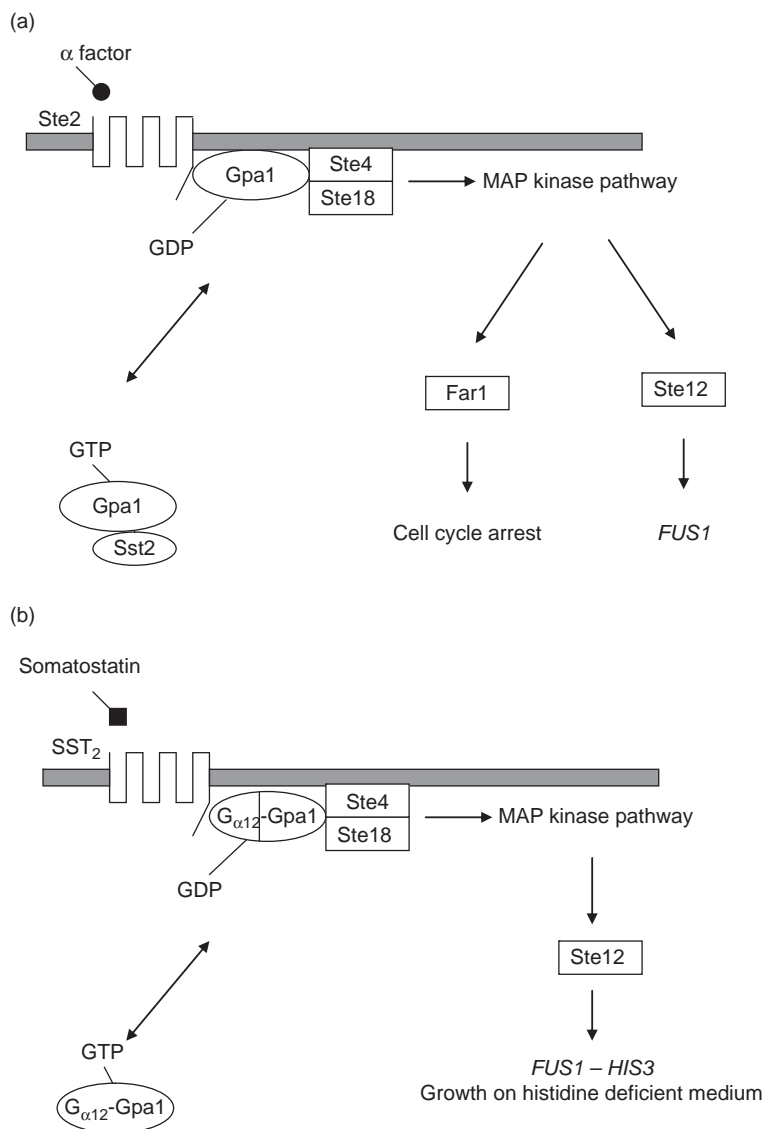 (a)
α factor
Ste2
Gpa1
Ste4
Ste18
MAP kinase pathway
GDP
Far1
Ste12
GTP
Gpa1
Sst2
Cell cycle arrest
FUS1
(b)
Somatostatin
SST2
Gα12-Gpa1
Ste4
Ste18
MAP kinase pathway
GDP
Ste12
GTP
Gα12-Gpa1
FUS1 – HIS3
Growth on histidine deficient medium